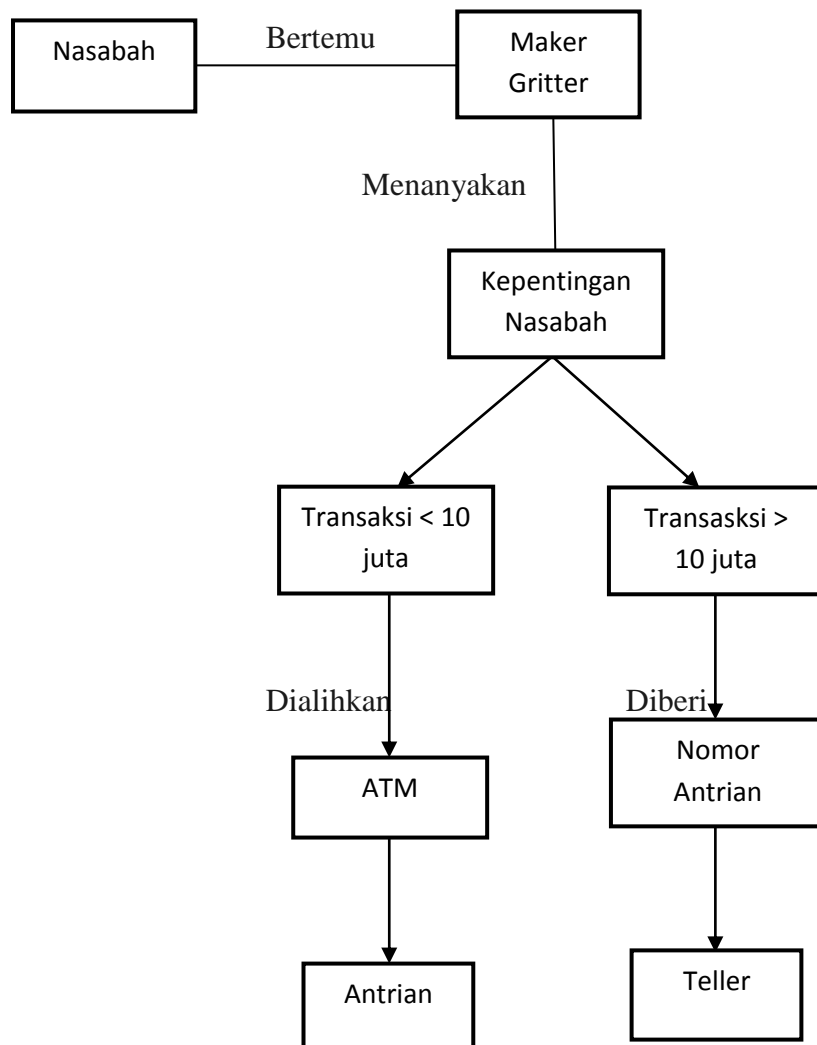 Nasabah
Bertemu
Maker
Gritter
Menanyakan
Kepentingan
Nasabah
Transaksi < 10
juta
Transasksi >
10 juta
Dialihkan
Diberi
ATM
Nomor
Antrian
Antrian
Teller